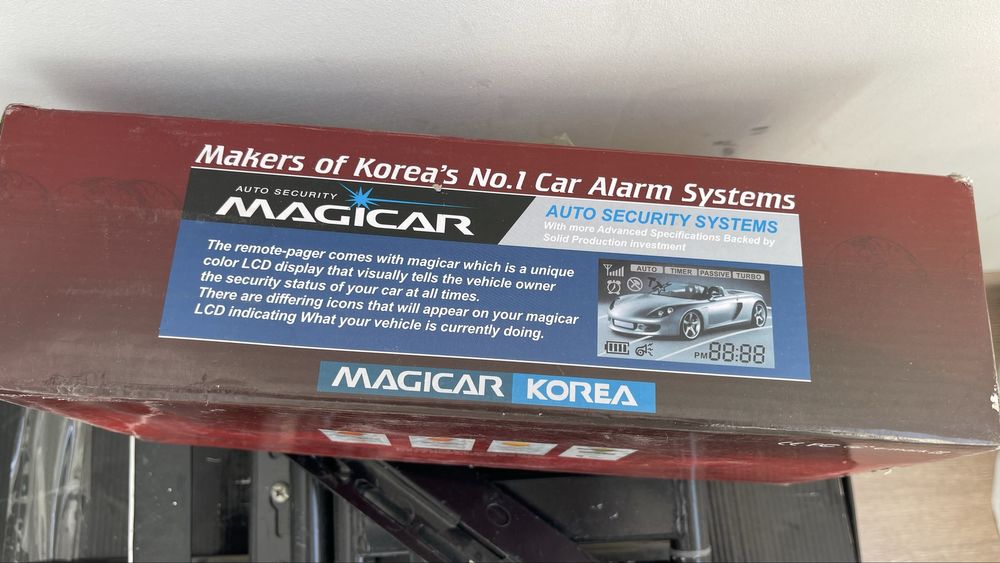 Makers of Korea's No.1 Car Alarm Systems
AUTO SECURITY
MAGICAR
AUTO SECURITY SYSTEMS
With more Advanced Specifications Backed by
Solid Production investment
The remote-pager comes with magicar which is a unique
color LCD display that visually tells the vehicle owner
the security status of your car at all times.
There are differing icons that will appear on your magicar
LCD indicating What your vehicle is currently doing.
AUTO TIMER PASSIVE TURBO
PM 88:88
MAGICAR KOREA